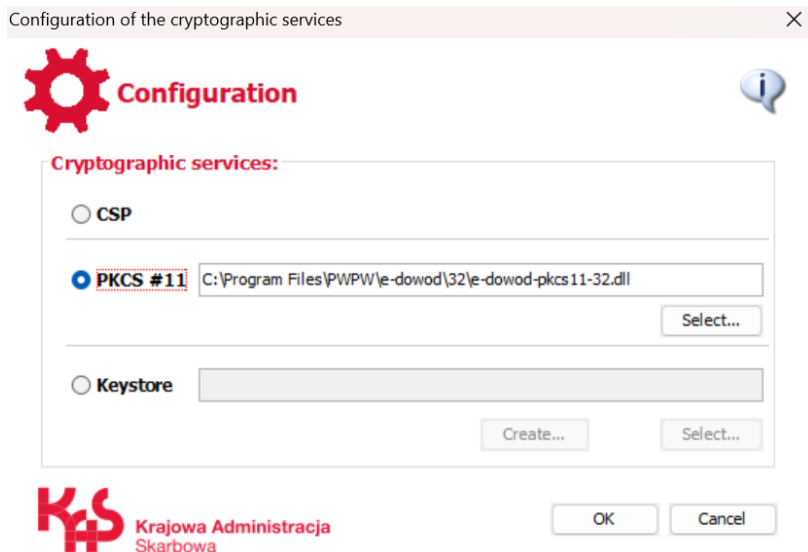 Configuration of the cryptographic services
Configuration
i
Cryptographic services:
CSP
PKCS #11 C:\Program Files\PWPW\e-dowod\32\e-dowod-pkcs11-32.dll
Select...
Keystore
Create... Select...
KAS
Krajowa Administracja
Skarbowa
OK Cancel